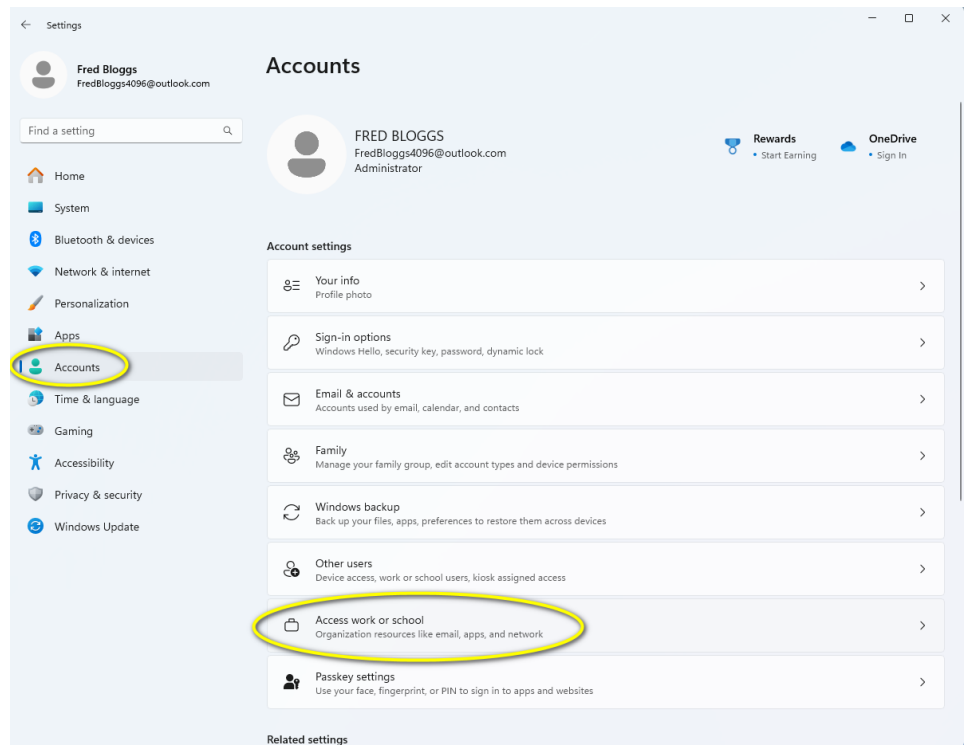 Settings
Fred Bloggs
FredBloggs4096@outlook.com
Find a setting
Home
System
Bluetooth & devices
Network & internet
Personalization
Apps
Accounts
Time & language
Gaming
Accessibility
Privacy & security
Windows Update
Accounts
FRED BLOGGS
FredBloggs4096@outlook.com
Administrator
Rewards
• Start Earning
OneDrive
• Sign In
Account settings
Your info
Profile photo
Sign-in options
Windows Hello, security key, password, dynamic lock
Email & accounts
Accounts used by email, calendar, and contacts
Family
Manage your family group, edit account types and device permissions
Windows backup
Back up your files, apps, preferences to restore them across devices
Other users
Device access, work or school users, kiosk assigned access
Access work or school
Organization resources like email, apps, and network
Passkey settings
Use your face, fingerprint, or PIN to sign in to apps and websites
Related settings